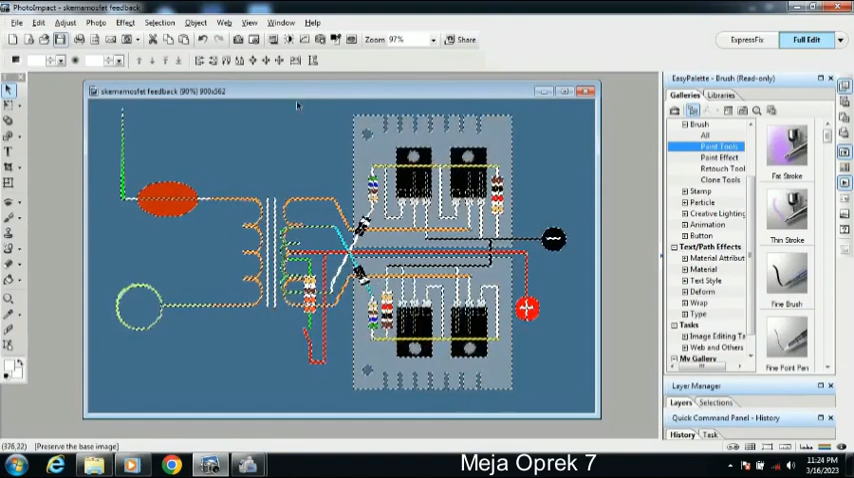 PhotoImpact - skemamosfet feedback
File Edit Adjust Photo Effect Selection Object Web View Window Help
Zoom 97% Share ExpressFix Full Edit
skemamosfet feedback (90%) 900x562
EasyPalette - Brush (Read-only)
Galleries Libraries
Brush
All
Paint Tools
Paint Effect
Retouch Tool
Clone Tools
Stamp
Particle
Creative Lighting
Animation
Button
Text/Path Effects
Material Attribut
Material
Text Style
Deform
Wrap
Type
Tasks
Image Editing Ta
Web and Others
My Gallery
Fat Stroke
Thin Stroke
Fine Brush
Fine Point Pen
Layer Manager
Layers Selections
Quick Command Panel - History
History Task
(376,22) [Preserve the base image]
Meja Oprek 7
11:24 PM
3/16/2023